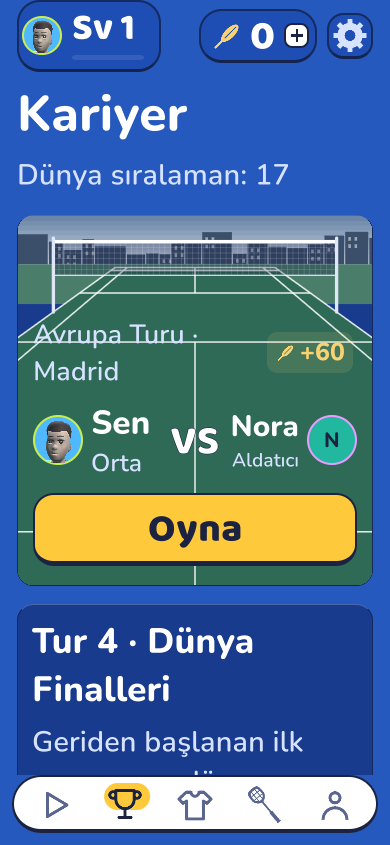 Sv 1
0
Kariyer
Dünya sıralaman: 17
Avrupa Turu ·
Madrid
+60
Sen
Orta
VS
Nora
Aldatıcı
N
Oyna
Tur 4 · Dünya
Finalleri
Geriden başlanan ilk